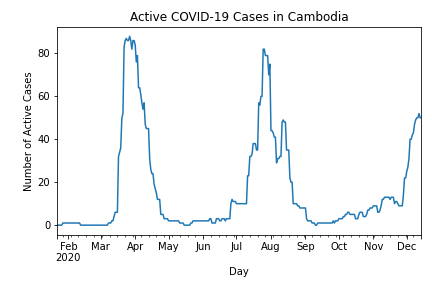 Active COVID-19 Cases in Cambodia
Number of Active Cases
80
60
40
20
0
Feb Mar Apr May Jun Jul Aug Sep Oct Nov Dec
2020
Day